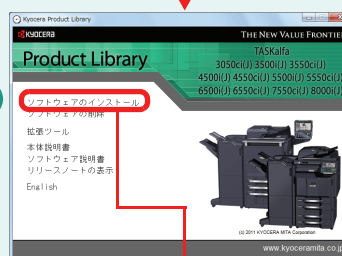 Kyocera Product Library
KYOCERA
THE NEW VALUE FRONTIER
Product Library
TASKalfa
3050ci(J) 3500i(J) 3550ci(J)
4500i(J) 4550ci(J) 5500i(J) 5550ci(J)
6500i(J) 6550ci(J) 7550ci(J) 8000i(J)
ソフトウェアのインストール
ソフトウェアの削除
拡張ツール
本体説明書
ソフトウェア説明書
リリースノートの表示
English
(c) 2011 KYOCERA MITA Corporation
www.kyoceramita.co.jp